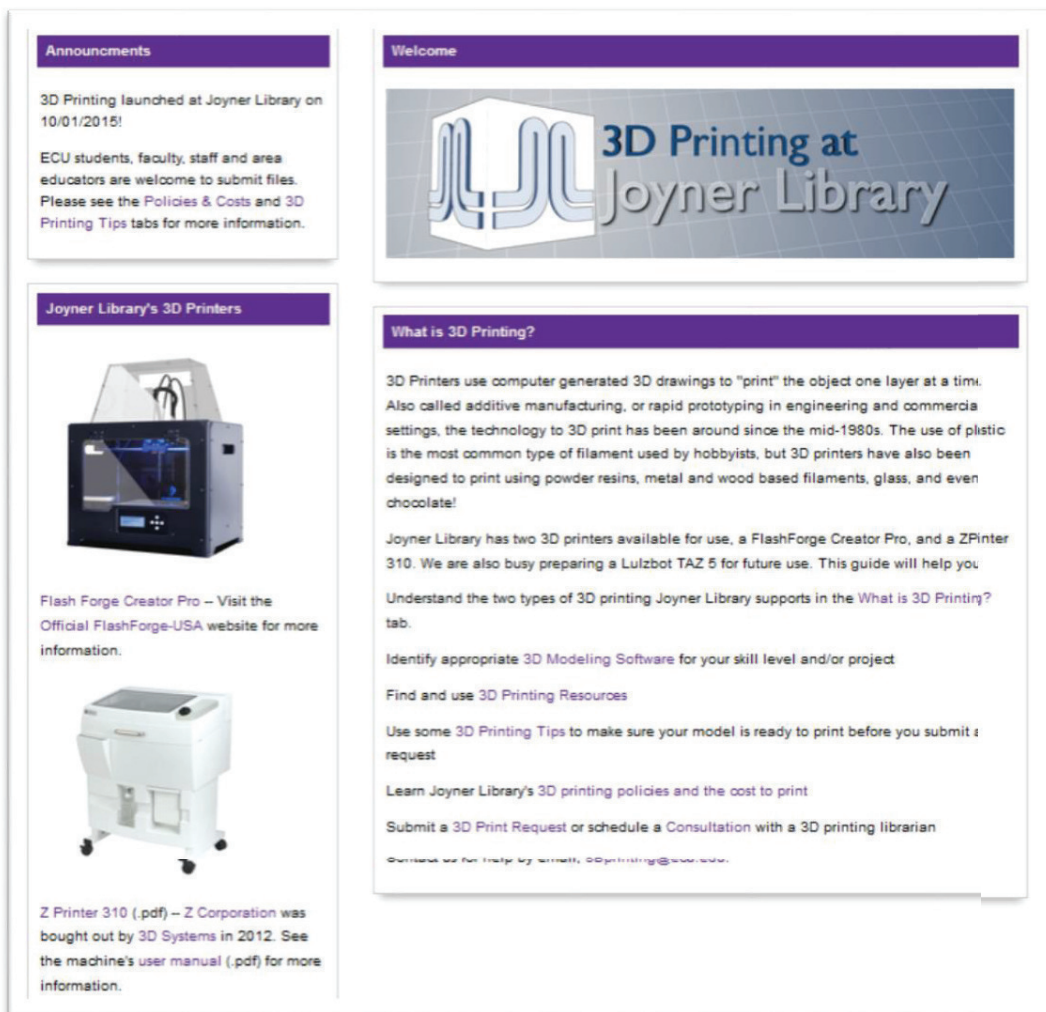 Announcments
3D Printing launched at Joyner Library on
10/01/2015!
ECU students, faculty, staff and area
educators are welcome to submit files.
Please see the Policies & Costs and 3D
Printing Tips tabs for more information.
Joyner Library's 3D Printers
Flash Forge Creator Pro – Visit the
Official FlashForge-USA website for more
information.
Z Printer 310 (.pdf) – Z Corporation was
bought out by 3D Systems in 2012. See
the machine's user manual (.pdf) for more
information.
Welcome
3D Printing at
Joyner Library
What is 3D Printing?
3D Printers use computer generated 3D drawings to "print" the object one layer at a time.
Also called additive manufacturing, or rapid prototyping in engineering and commercia
settings, the technology to 3D print has been around since the mid-1980s. The use of plastic
is the most common type of filament used by hobbyists, but 3D printers have also been
designed to print using powder resins, metal and wood based filaments, glass, and even
chocolate!
Joyner Library has two 3D printers available for use, a FlashForge Creator Pro, and a ZPinter
310. We are also busy preparing a Lulzbot TAZ 5 for future use. This guide will help you
Understand the two types of 3D printing Joyner Library supports in the What is 3D Printing?
tab.
Identify appropriate 3D Modeling Software for your skill level and/or project
Find and use 3D Printing Resources
Use some 3D Printing Tips to make sure your model is ready to print before you submit a
request
Learn Joyner Library's 3D printing policies and the cost to print
Submit a 3D Print Request or schedule a Consultation with a 3D printing librarian
Contact us for help by email, 3Dprinting@ecu.edu.